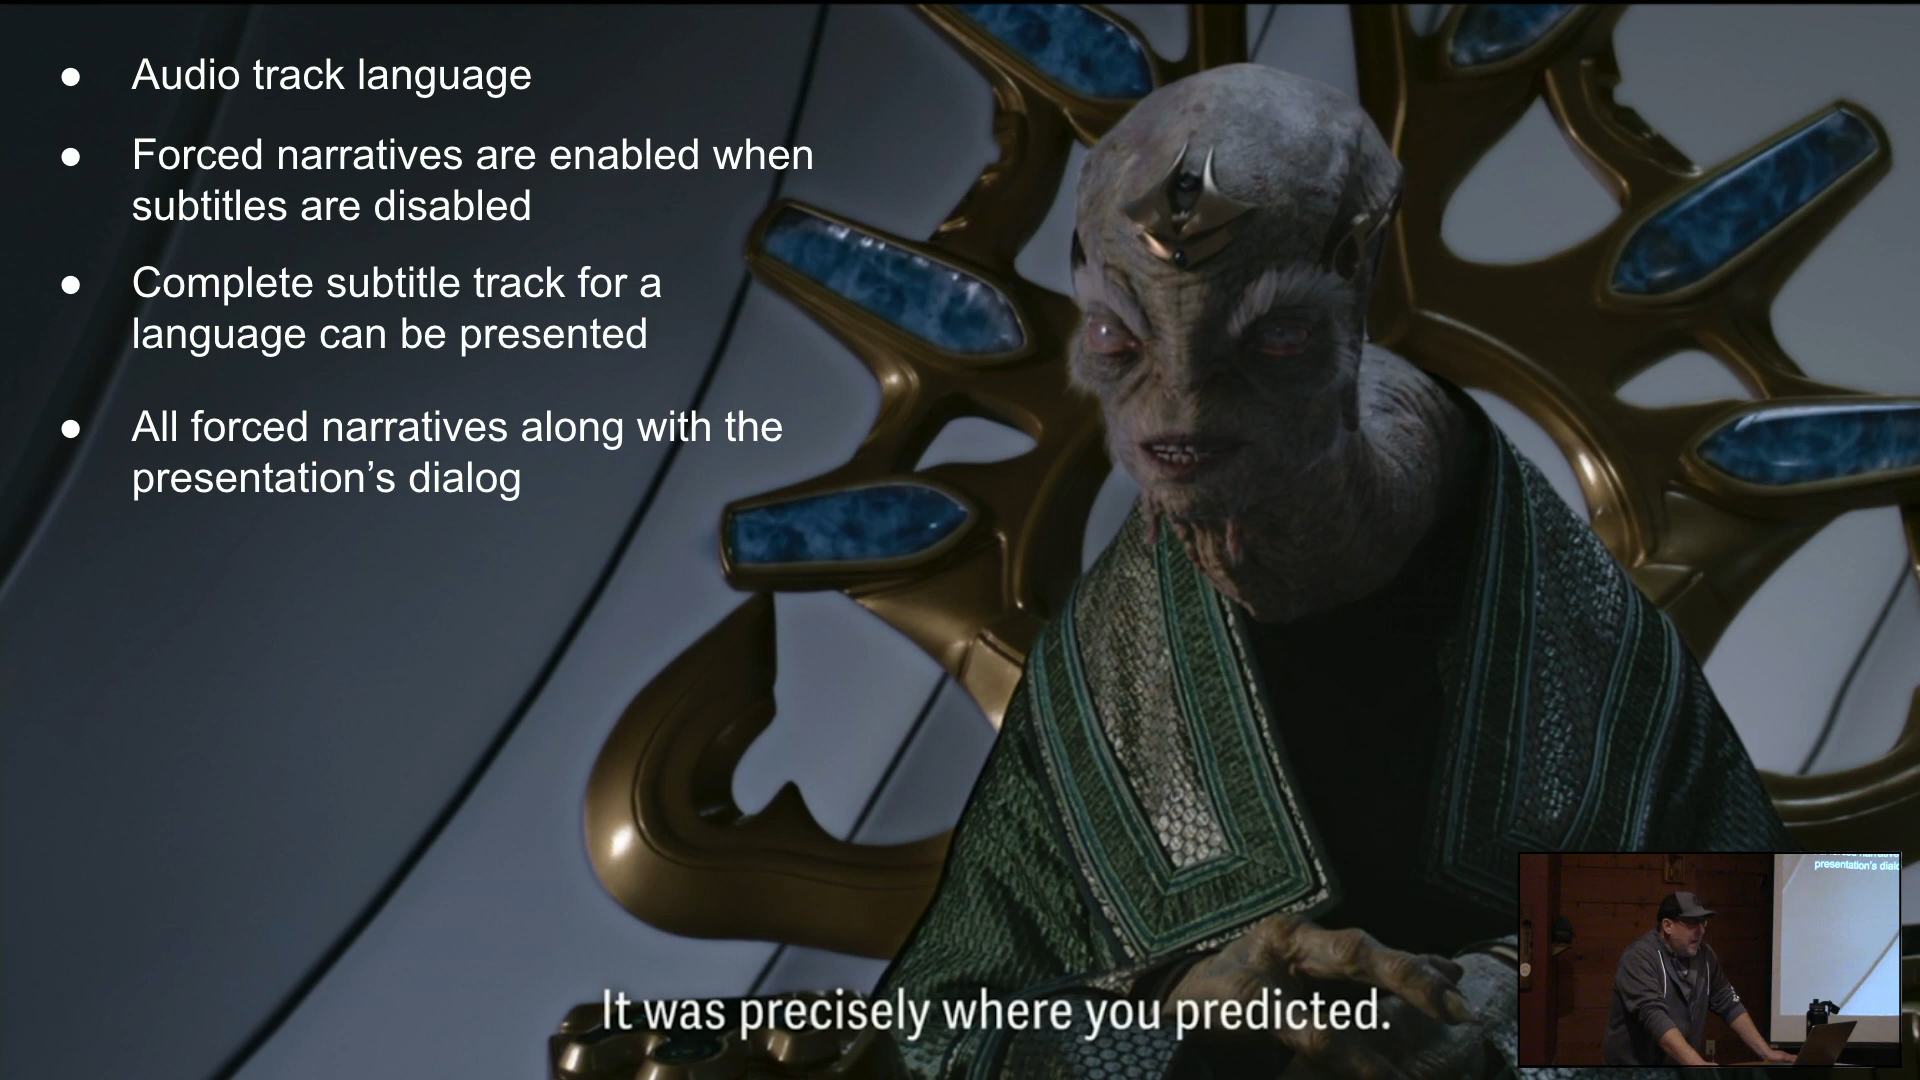 ● Audio track language
● Forced narratives are enabled when
subtitles are disabled
● Complete subtitle track for a
language can be presented
● All forced narratives along with the
presentation’s dialog
It was precisely where you predicted.
presentation's